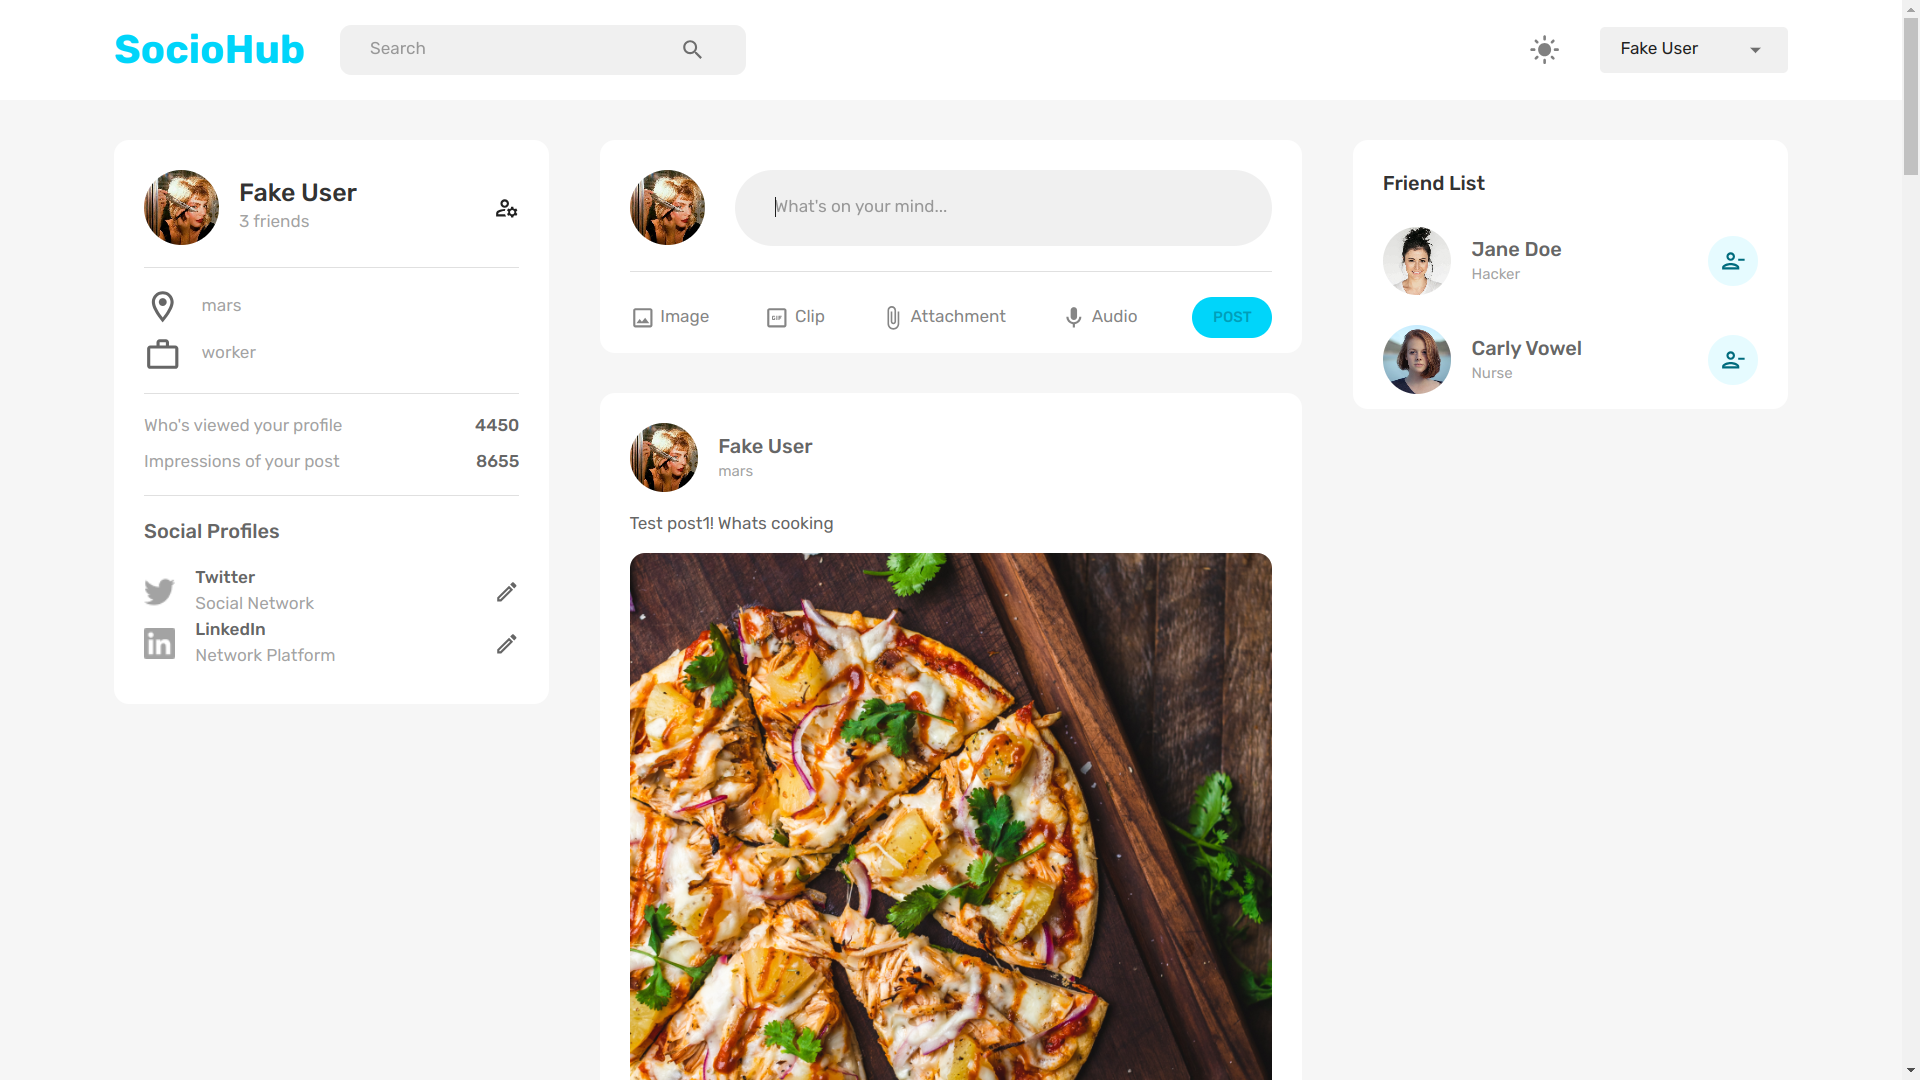 SocioHub
Search
Fake User
Fake User
3 friends
mars
worker
Who's viewed your profile 4450
Impressions of your post 8655
Social Profiles
Twitter
Social Network
LinkedIn
Network Platform
What's on your mind...
Image GIF Clip Attachment Audio POST
Fake User
mars
Test post1! Whats cooking
Friend List
Jane Doe
Hacker
Carly Vowel
Nurse